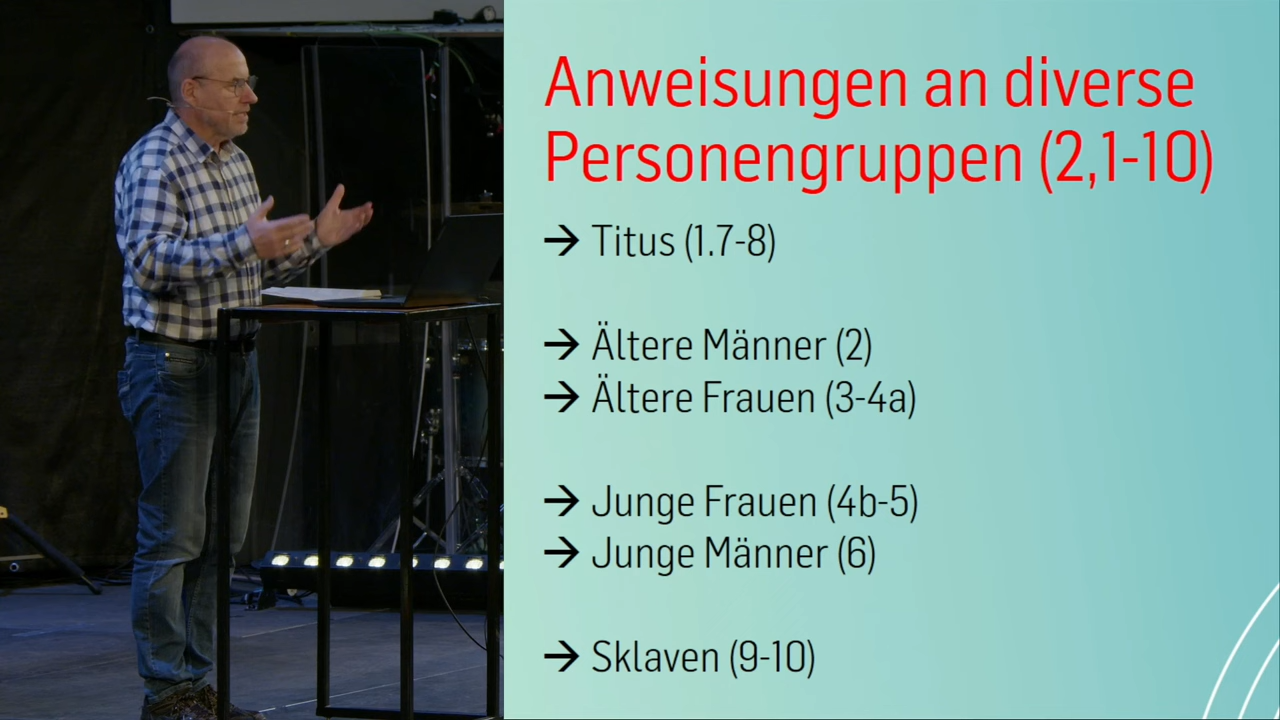 Anweisungen an diverse
Personengruppen (2,1-10)
→ Titus (1.7-8)
→ Ältere Männer (2)
→ Ältere Frauen (3-4a)
→ Junge Frauen (4b-5)
→ Junge Männer (6)
→ Sklaven (9-10)